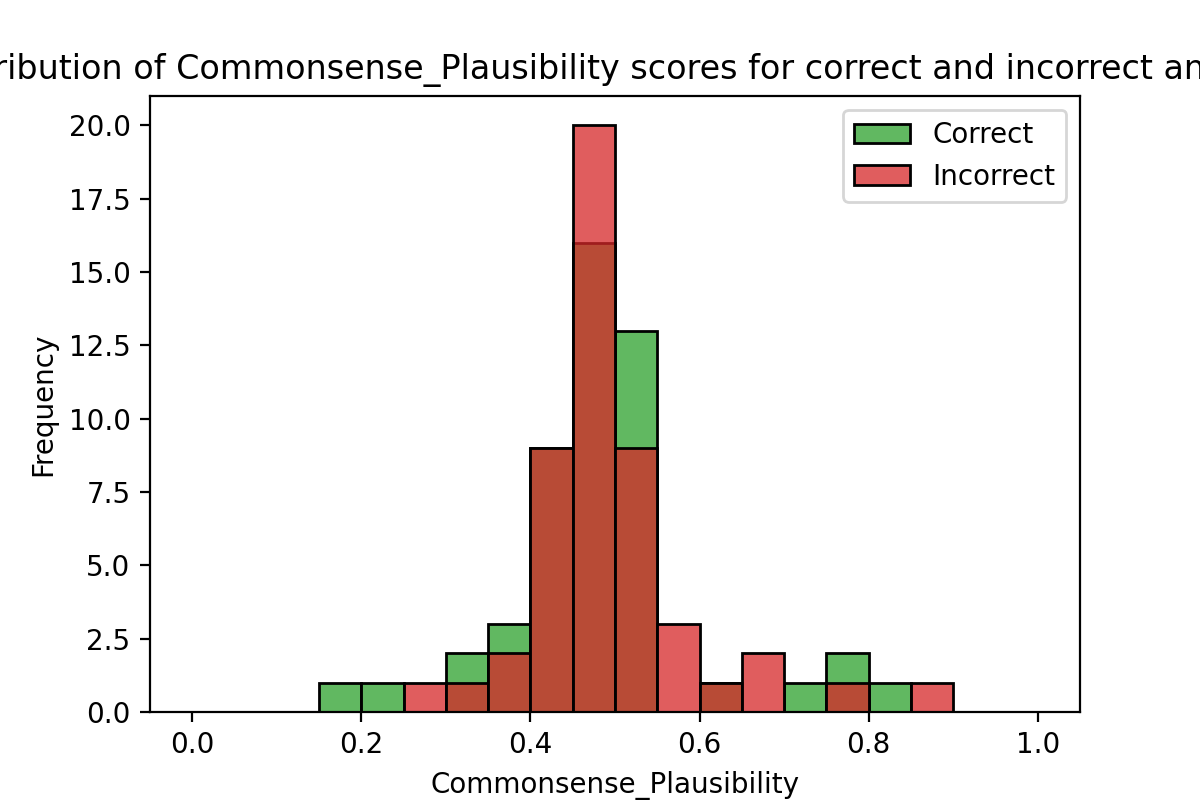 ribution of Commonsense_Plausibility scores for correct and incorrect an
Correct
Incorrect
20.0
17.5
15.0
12.5
10.0
7.5
5.0
2.5
0.0
Frequency
0.0 0.2 0.4 0.6 0.8 1.0
Commonsense_Plausibility